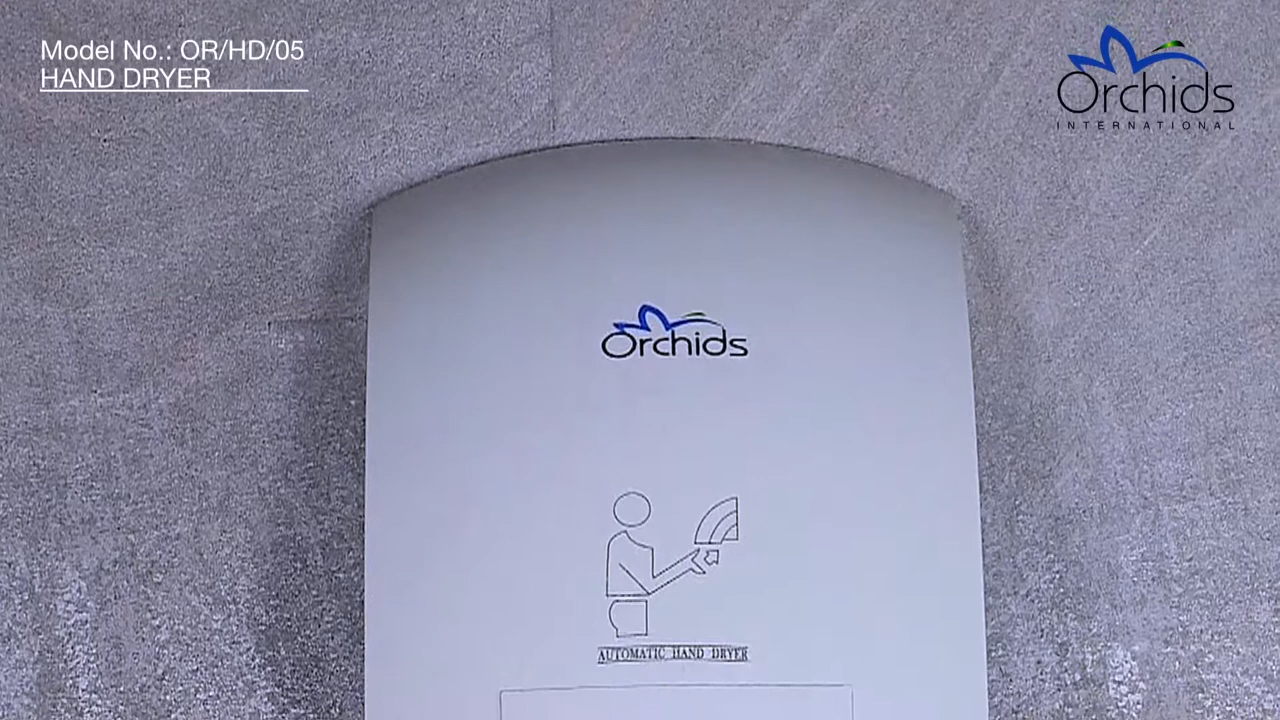 Model No.: OR/HD/05
HAND DRYER
Orchids
INTERNATIONAL
Orchids
AUTOMATIC HAND DRYER